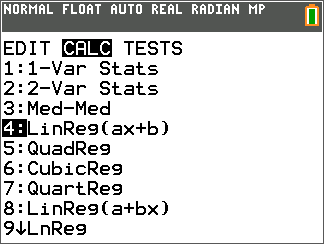 NORMAL FLOAT AUTO REAL RADIAN MP
EDIT CALC TESTS
1:1-Var Stats
2:2-Var Stats
3:Med-Med
4:LinReg(ax+b)
5:QuadReg
6:CubicReg
7:QuartReg
8:LinReg(a+bx)
9↓LnReg